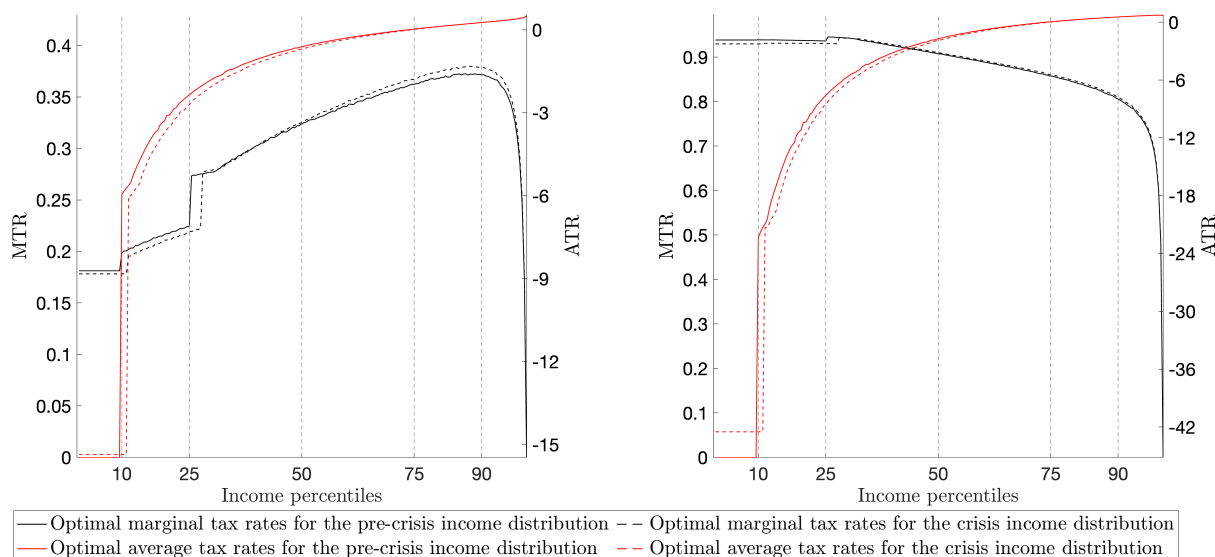 0.4
0.35
0.3
0.25
0.2
0.15
0.1
0.05
0
MTR
0
-3
-6
-9
-12
-15
ATR
10 25 50 75 90
Income percentiles
0.9
0.8
0.7
0.6
0.5
0.4
0.3
0.2
0.1
0
MTR
0
-6
-12
-18
-24
-30
-36
-42
ATR
10 25 50 75 90
Income percentiles
Optimal marginal tax rates for the pre-crisis income distribution
Optimal marginal tax rates for the crisis income distribution
Optimal average tax rates for the pre-crisis income distribution
Optimal average tax rates for the crisis income distribution